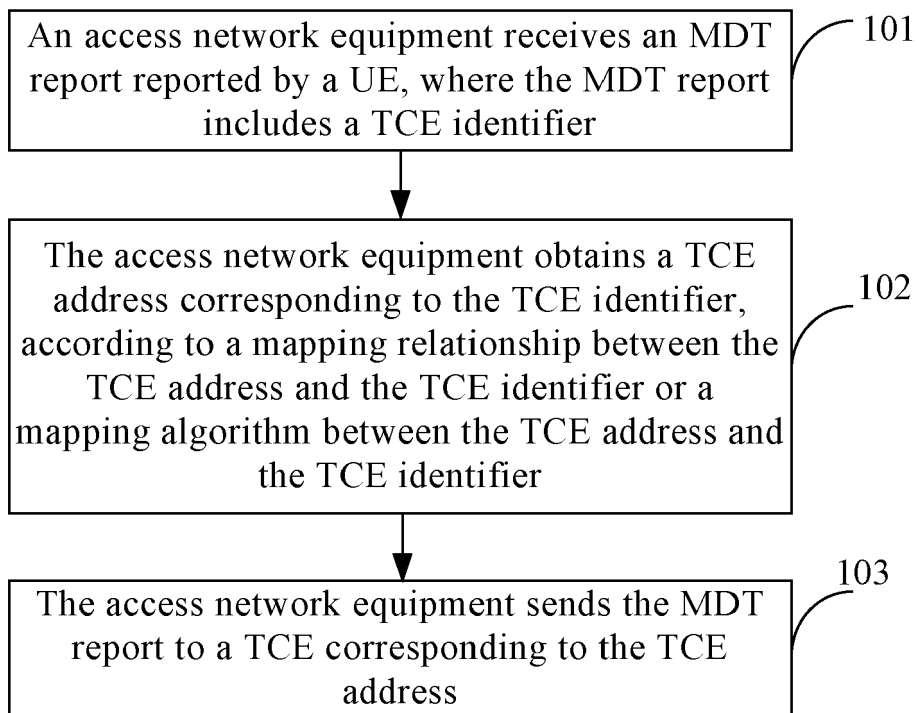 An access network equipment receives an MDT
report reported by a UE, where the MDT report
includes a TCE identifier
101
The access network equipment obtains a TCE
address corresponding to the TCE identifier,
according to a mapping relationship between the
TCE address and the TCE identifier or a
mapping algorithm between the TCE address and
the TCE identifier
102
The access network equipment sends the MDT
report to a TCE corresponding to the TCE
address
103